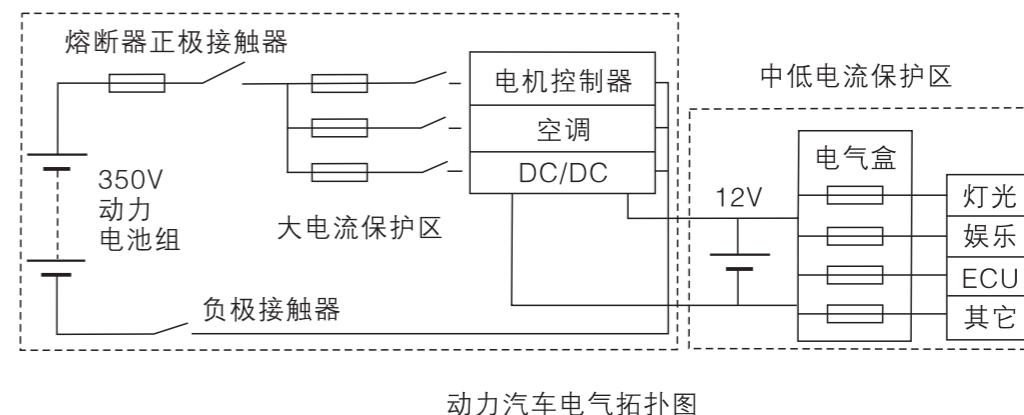 熔断器正极接触器
电机控制器
空调
DC/DC
350V
动力
电池组
大电流保护区
负极接触器
中低电流保护区
电气盒
12V
灯光
娱乐
ECU
其它
动力汽车电气拓扑图